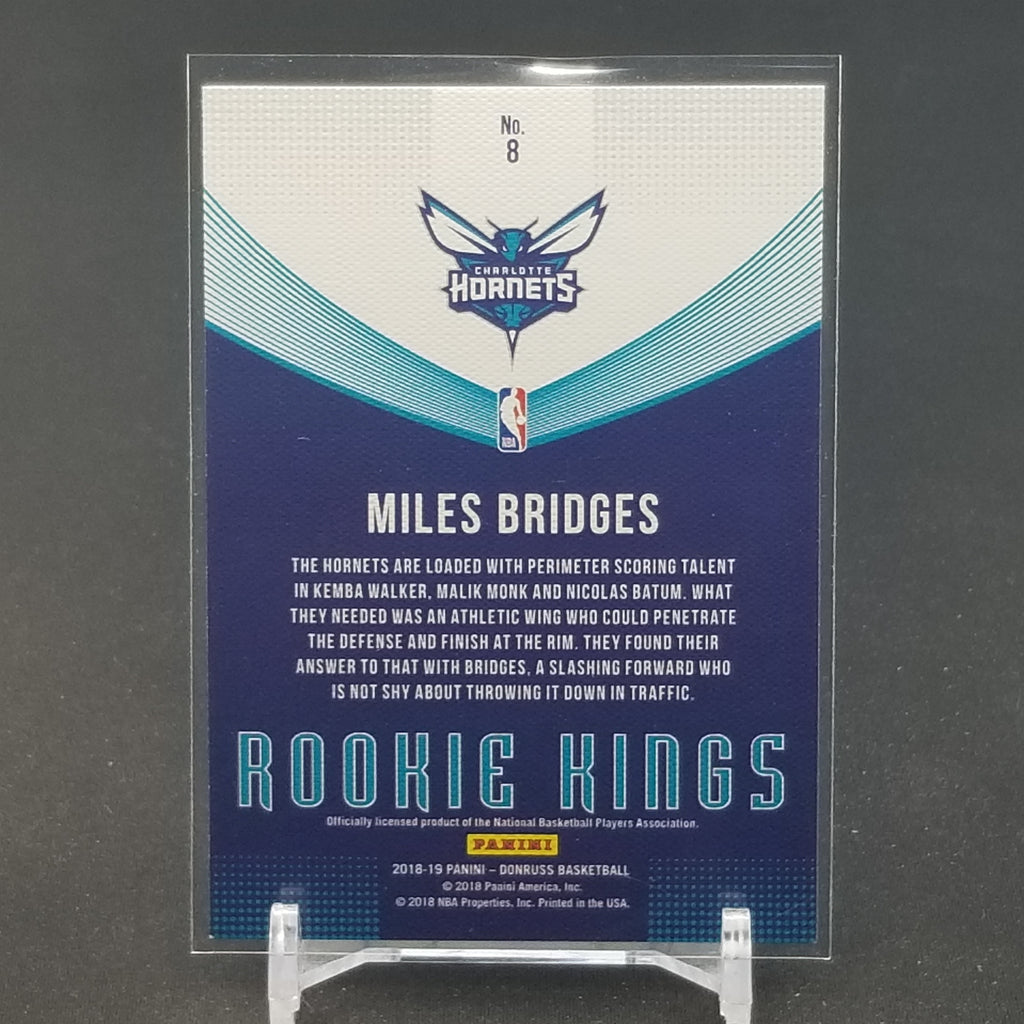 No.
8
CHARLOTTE
HORNETS
NBA
MILES BRIDGES
THE HORNETS ARE LOADED WITH PERIMETER SCORING TALENT
IN KEMBA WALKER, MALIK MONK AND NICOLAS BATUM. WHAT
THEY NEEDED WAS AN ATHLETIC WING WHO COULD PENETRATE
THE DEFENSE AND FINISH AT THE RIM. THEY FOUND THEIR
ANSWER TO THAT WITH BRIDGES, A SLASHING FORWARD WHO
IS NOT SHY ABOUT THROWING IT DOWN IN TRAFFIC.
ROOKIE KINGS
Officially licensed product of the National Basketball Players Association.
PANINI
2018-19 PANINI – DONRUSS BASKETBALL
© 2018 Panini America, Inc.
© 2018 NBA Properties, Inc. Printed in the USA.